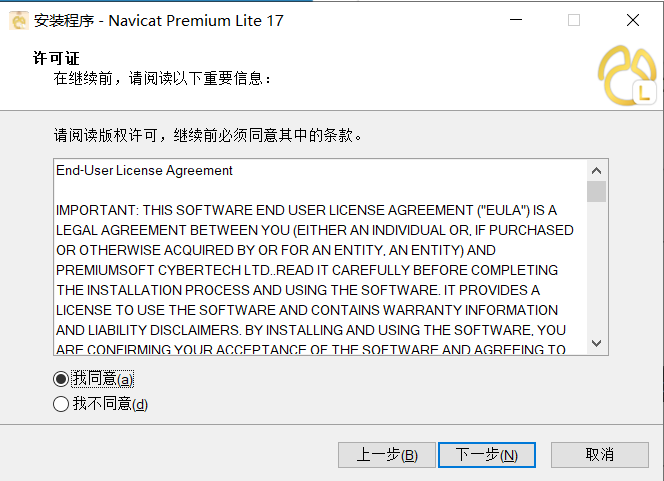 安装程序 - Navicat Premium Lite 17
许可证
在继续前，请阅读以下重要信息：
L
请阅读版权许可，继续前必须同意其中的条款。
End-User License Agreement
IMPORTANT: THIS SOFTWARE END USER LICENSE AGREEMENT ("EULA") IS A
LEGAL AGREEMENT BETWEEN YOU (EITHER AN INDIVIDUAL OR, IF PURCHASED
OR OTHERWISE ACQUIRED BY OR FOR AN ENTITY, AN ENTITY) AND
PREMIUMSOFT CYBERTECH LTD..READ IT CAREFULLY BEFORE COMPLETING
THE INSTALLATION PROCESS AND USING THE SOFTWARE. IT PROVIDES A
LICENSE TO USE THE SOFTWARE AND CONTAINS WARRANTY INFORMATION
AND LIABILITY DISCLAIMERS. BY INSTALLING AND USING THE SOFTWARE, YOU
ARE CONFIRMING YOUR ACCEPTANCE OF THE SOFTWARE AND AGREEING TO
我同意(a)
我不同意(d)
上一步(B)
下一步(N)
取消